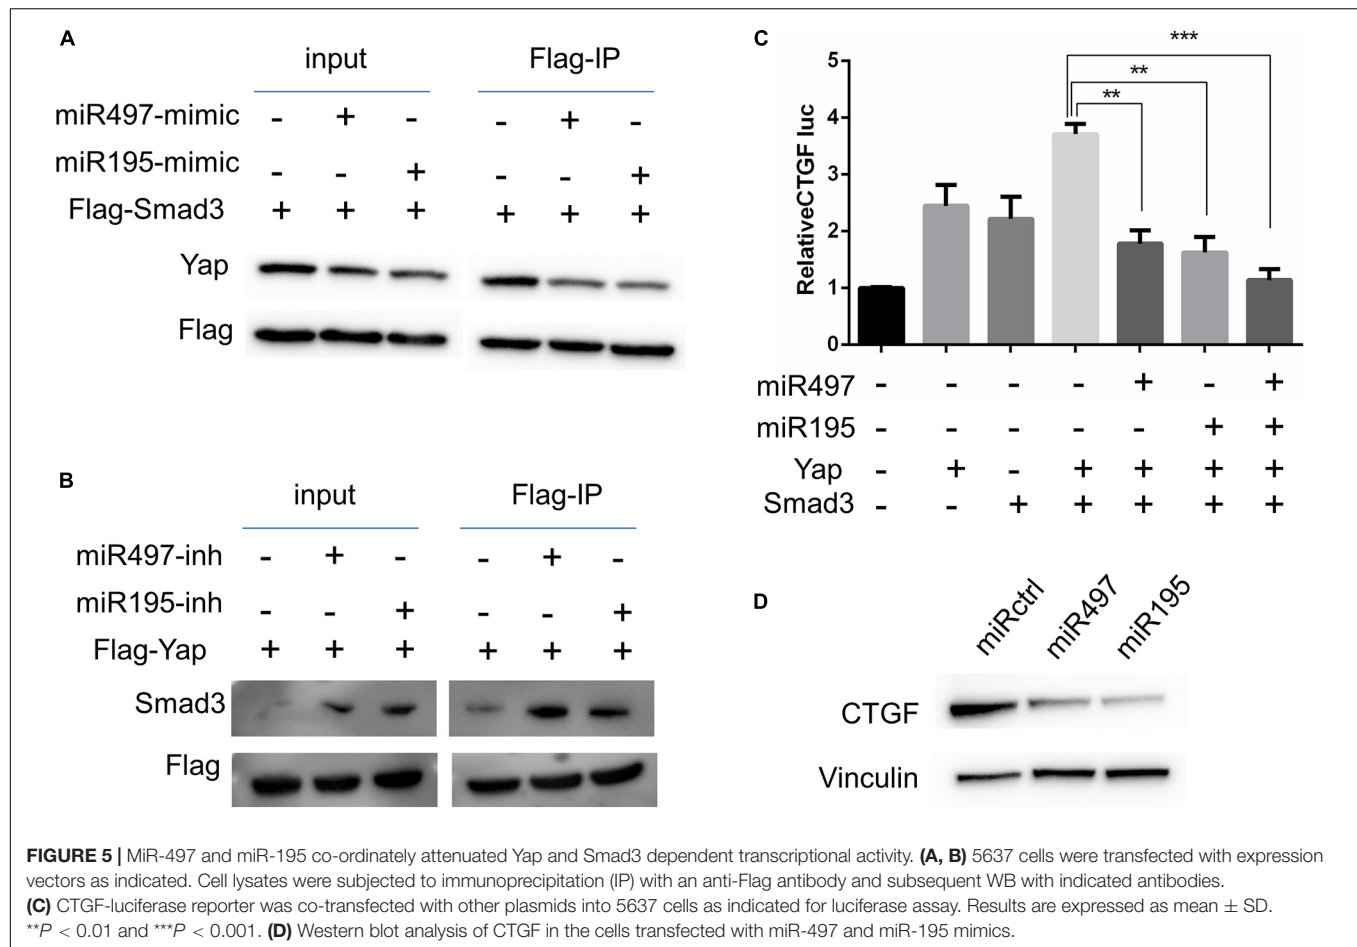 A
input Flag-IP
miR497-mimic - + - - + -
miR195-mimic - - + - - +
Flag-Smad3 + + + + + +
Yap
Flag
B
input Flag-IP
miR497-inh - + - - + -
miR195-inh - - + - - +
Flag-Yap + + + + + +
Smad3
Flag
C
RelativeCTGF luc
5
4
3
2
1
0
***
**
**
miR497 - - - - + - +
miR195 - - - - - + +
Yap - + - + + + +
Smad3 - - + + + + +
D
miRctrl miR497 miR195
CTGF
Vinculin
FIGURE 5 | MiR-497 and miR-195 co-ordinately attenuated Yap and Smad3 dependent transcriptional activity. (A, B) 5637 cells were transfected with expression
vectors as indicated. Cell lysates were subjected to immunoprecipitation (IP) with an anti-Flag antibody and subsequent WB with indicated antibodies.
(C) CTGF-luciferase reporter was co-transfected with other plasmids into 5637 cells as indicated for luciferase assay. Results are expressed as mean ± SD.
**P < 0.01 and ***P < 0.001. (D) Western blot analysis of CTGF in the cells transfected with miR-497 and miR-195 mimics.